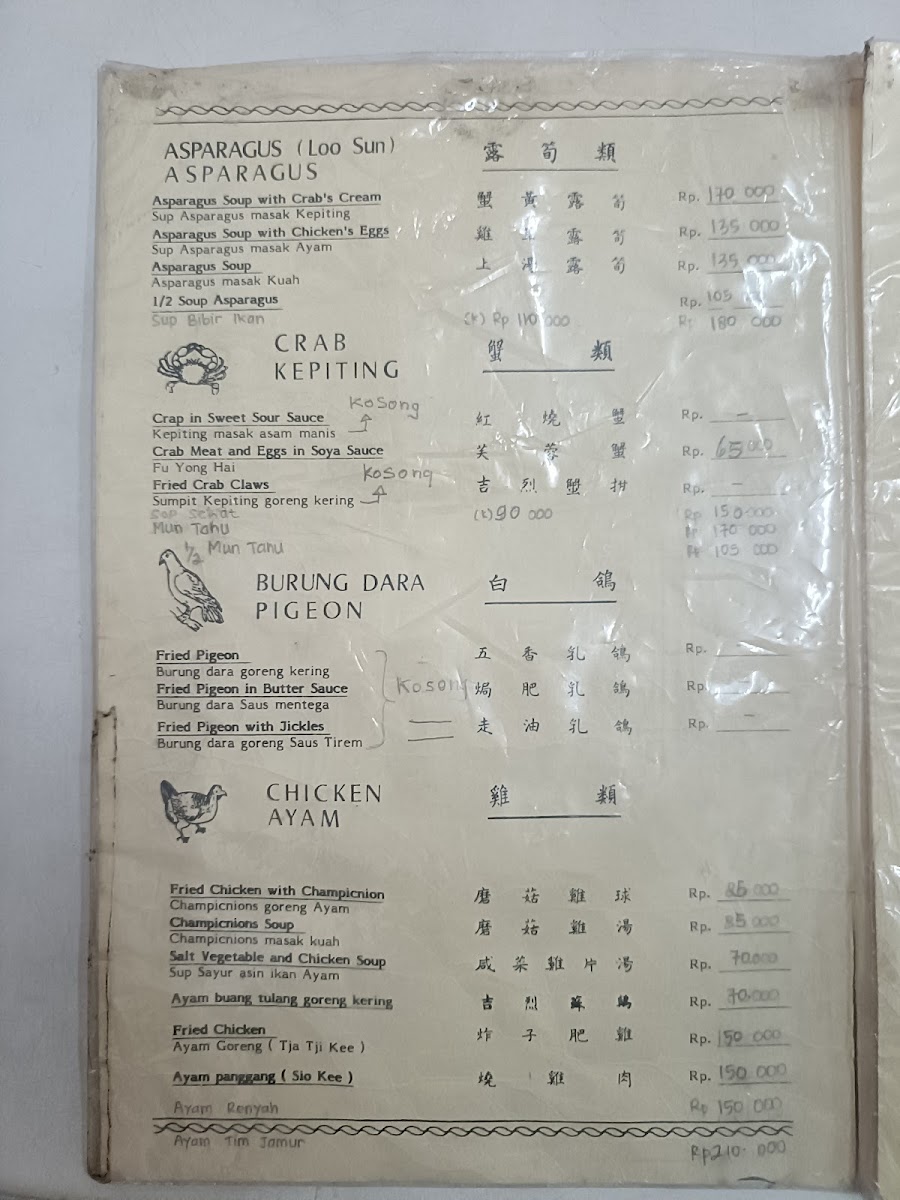 ASPARAGUS (Loo Sun) 露 荀 類
ASPARAGUS
Asparagus Soup with Crab's Cream 蟹 黃 露 荀 Rp. 170 000
Sup Asparagus masak Kepiting
Asparagus Soup with Chicken's Eggs 雞 露 荀 Rp. 135 000
Sup Asparagus masak Ayam
Asparagus Soup 上 湯 露 荀 Rp. 135 000
Asparagus masak Kuah
1/2 Soup Asparagus Rp. 105
Sup Bibir Ikan (k) Rp 110 000 Rp 180 000
CRAB 蟹 類
KEPITING
Kosong
Crap in Sweet Sour Sauce 紅 燒 蟹 Rp. –
Kepiting masak asam manis
Crab Meat and Eggs in Soya Sauce 芙 蓉 蟹 Rp. 65 000
Fu Yong Hai
Kosong
Fried Crab Claws 吉 烈 蟹 拑 Rp. –
Sumpit Kepiting goreng kering
Sop Sehat (k) 90 000 Rp 150.000
Mun Tahu Rp 170 000
1/2 Mun Tahu Rp 105 000
BURUNG DARA 白 鴿
PIGEON
Fried Pigeon 五 香 乳 鴿 Rp. –
Burung dara goreng kering
Fried Pigeon in Butter Sauce Kosong 焗 肥 乳 鴿 Rp. –
Burung dara Saus mentega
Fried Pigeon with Jickles 走 油 乳 鴿 Rp. –
Burung dara goreng Saus Tirem
CHICKEN 雞 類
AYAM
Fried Chicken with Champicnion 磨 菇 雞 球 Rp. 85 000
Champicnions goreng Ayam
Champicnions Soup 磨 菇 雞 湯 Rp. 85 000
Champicnions masak kuah
Salt Vegetable and Chicken Soup 咸 菜 雞 片 湯 Rp. 70.000
Sup Sayur asin ikan Ayam
Ayam buang tulang goreng kering 吉 烈 Rp. 70.000
Fried Chicken 炸 子 肥 雞 Rp. 150 000
Ayam Goreng ( Tja Tji Kee )
Ayam panggang ( Sio Kee ) 燒 雞 肉 Rp. 150 000
Ayam Renyah Rp 150 000
Ayam Tim Jamur Rp 210. 000